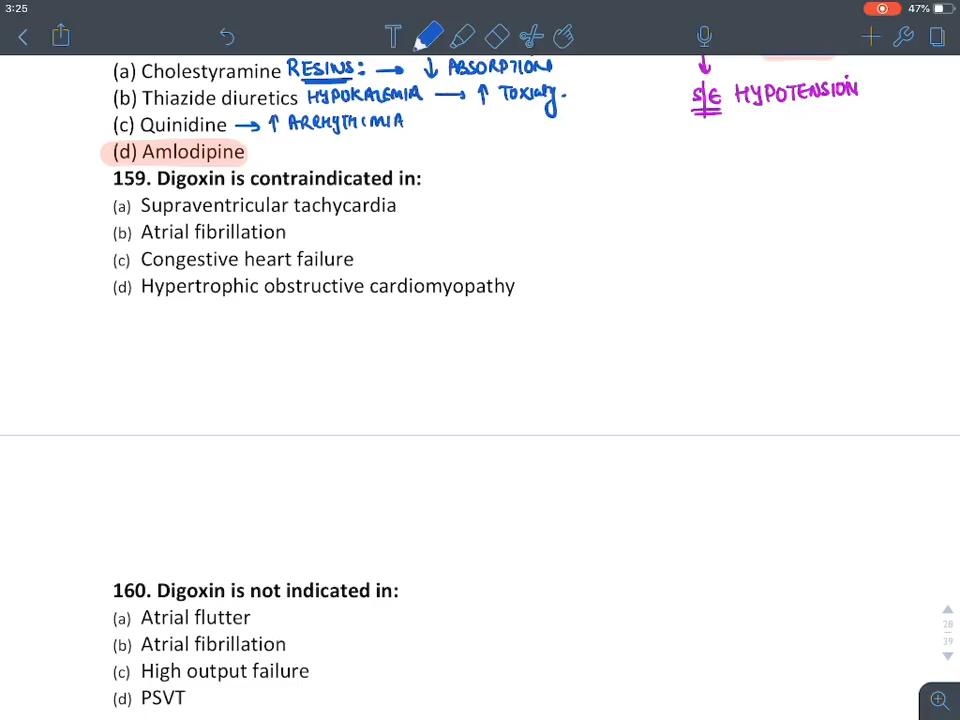 3:25
47%
T
(a) Cholestyramine RESINS: → ↓ ABSORPTION
(b) Thiazide diuretics HYPOKALEMIA → ↑ TOXICITY.
S/E HYPOTENSION
(c) Quinidine → ↑ ARRHYTHMIA
(d) Amlodipine
159. Digoxin is contraindicated in:
(a) Supraventricular tachycardia
(b) Atrial fibrillation
(c) Congestive heart failure
(d) Hypertrophic obstructive cardiomyopathy
160. Digoxin is not indicated in:
(a) Atrial flutter
(b) Atrial fibrillation
(c) High output failure
(d) PSVT
28
39